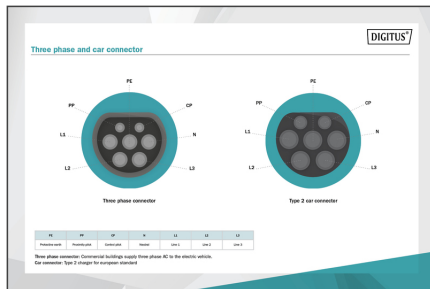 DIGITUS®
Three phase and car connector
PE
PP
CP
L1
N
L2
L3
Three phase connector
PE
PP
CP
L1
N
L2
L3
Type 2 car connector
PE PP CP N L1 L2 L3
Protective earth Proximity pilot Control pilot Neutral Line 1 Line 2 Line 3
Three phase connector: Commercial buildings supply three phase AC to the electric vehicle.
Car connector: Type 2 charger for european standard